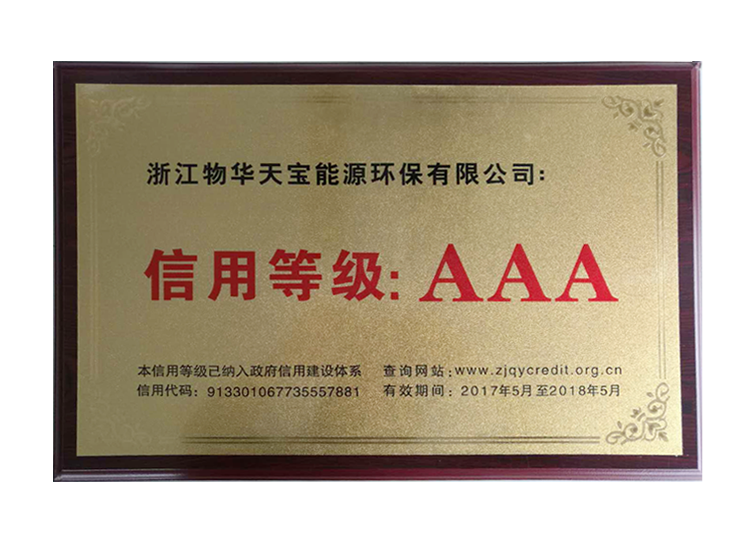 浙江物华天宝能源环保有限公司：
信用等级：AAA
本信用等级已纳入政府信用建设体系 查询网站：www.zjqycredit.org.cn
信用代码：913301067735557881 有效期间：2017年5月至2018年5月